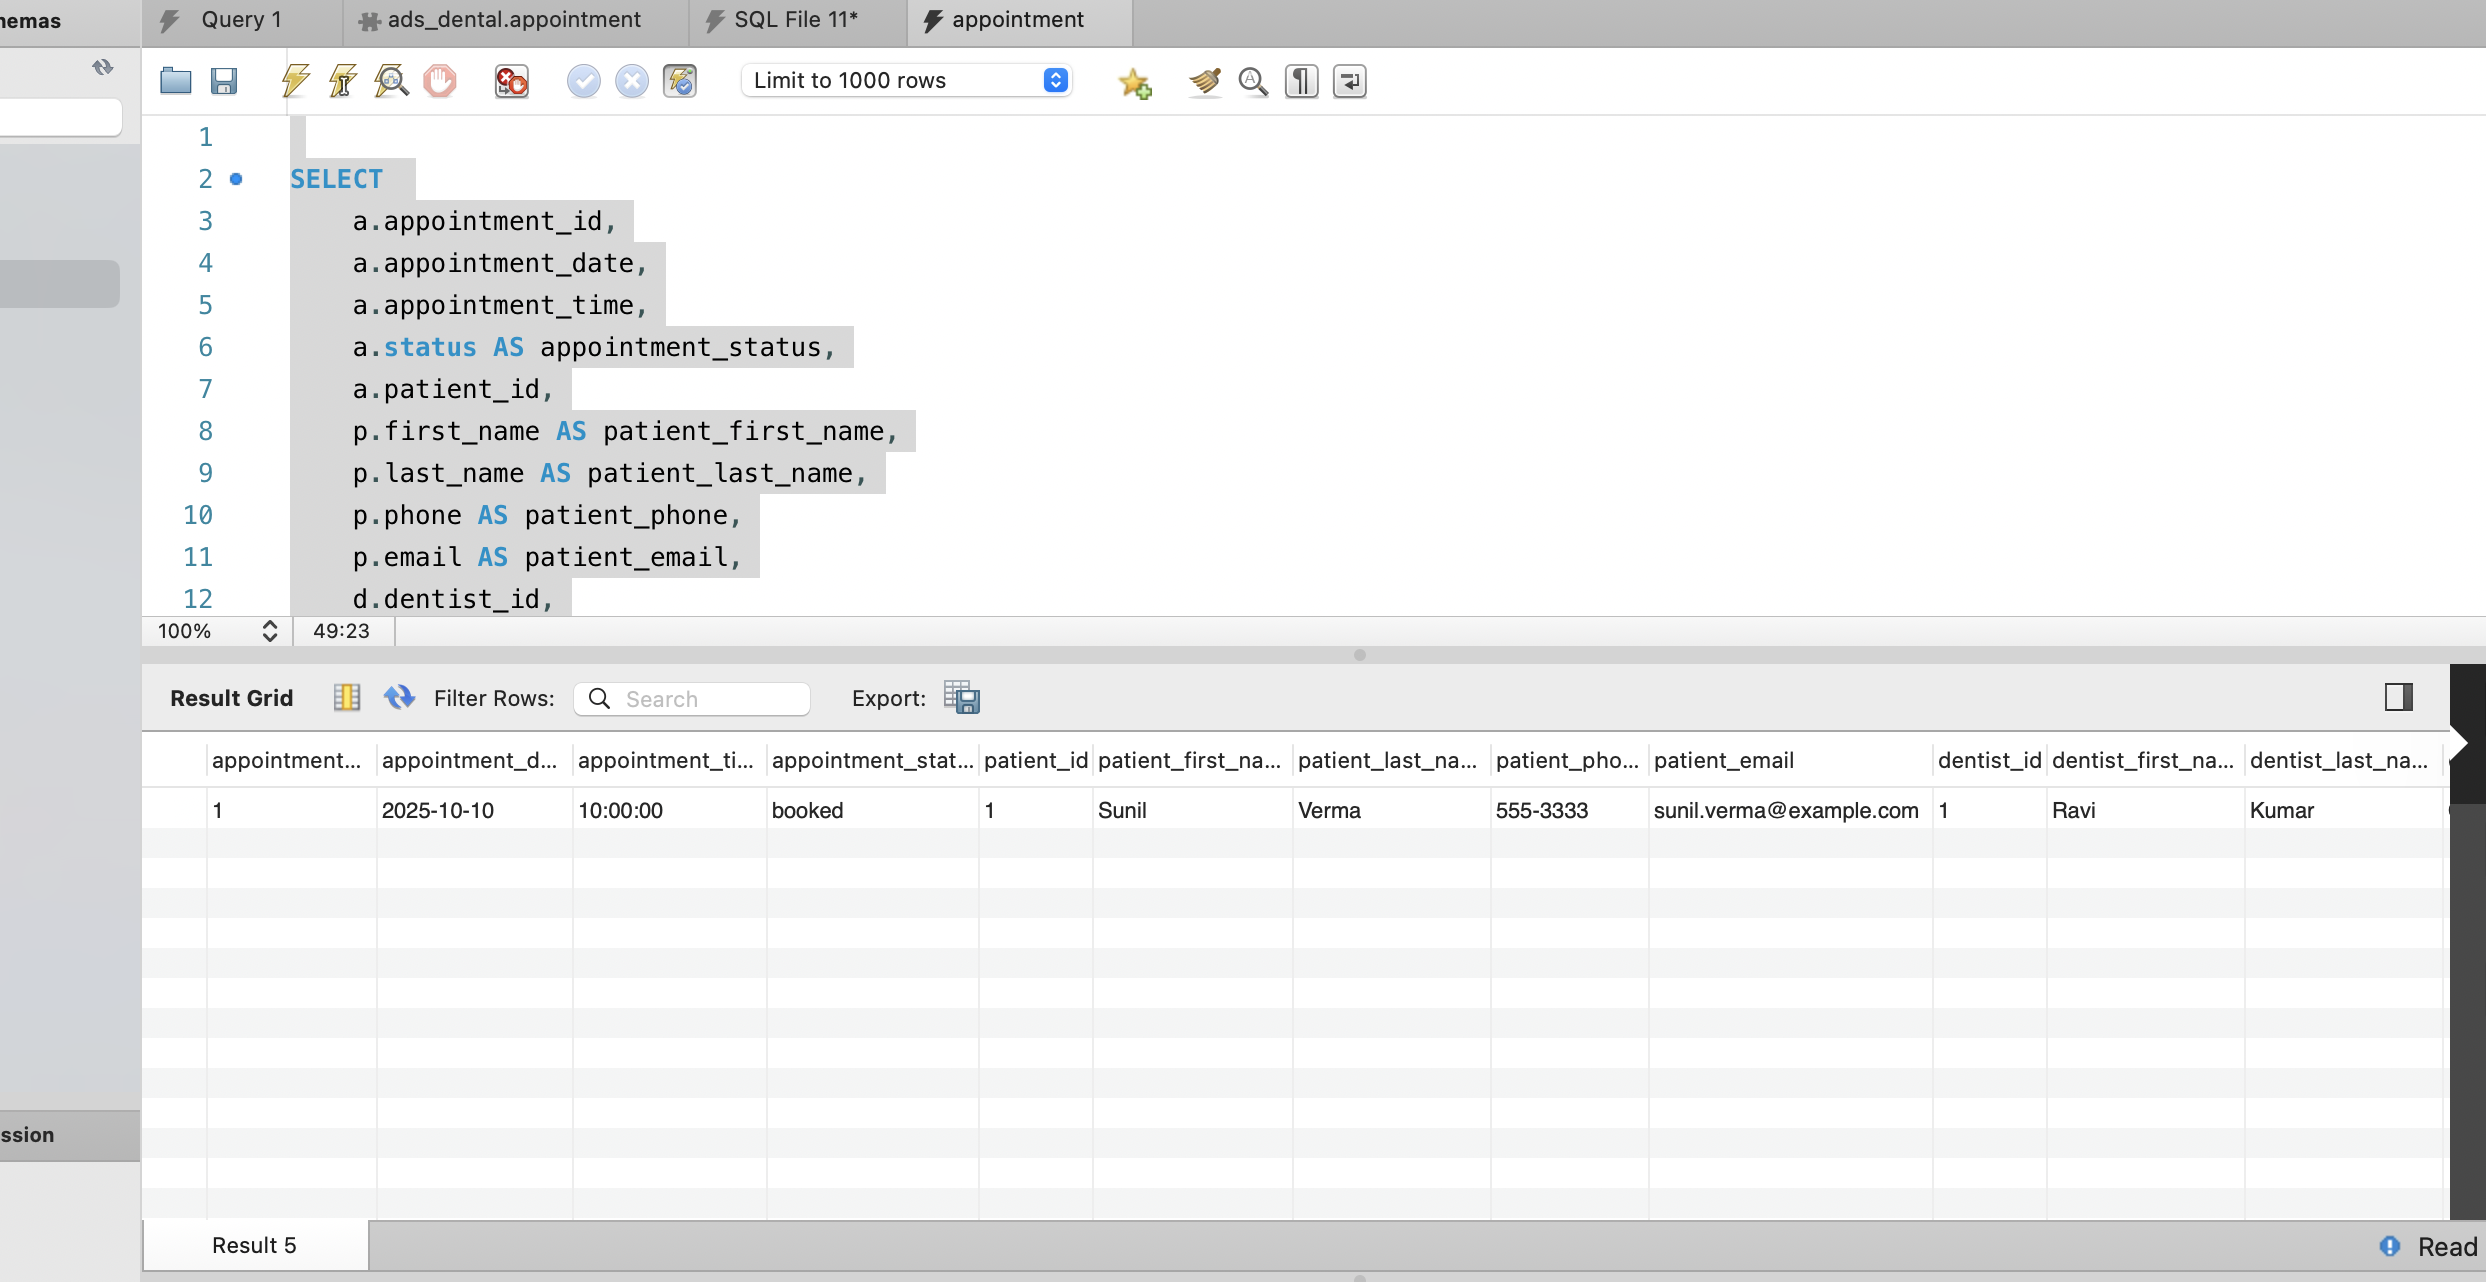 hemas
Query 1
ads_dental.appointment
SQL File 11*
appointment
Limit to 1000 rows
1
2 SELECT
3 a.appointment_id,
4 a.appointment_date,
5 a.appointment_time,
6 a.status AS appointment_status,
7 a.patient_id,
8 p.first_name AS patient_first_name,
9 p.last_name AS patient_last_name,
10 p.phone AS patient_phone,
11 p.email AS patient_email,
12 d.dentist_id,
100% 49:23
Result Grid Filter Rows: Search Export:
appointment... appointment_d... appointment_ti... appointment_stat... patient_id patient_first_na... patient_last_na... patient_pho... patient_email dentist_id dentist_first_na... dentist_last_na...
1 2025-10-10 10:00:00 booked 1 Sunil Verma 555-3333 sunil.verma@example.com 1 Ravi Kumar
ssion
Result 5
Read